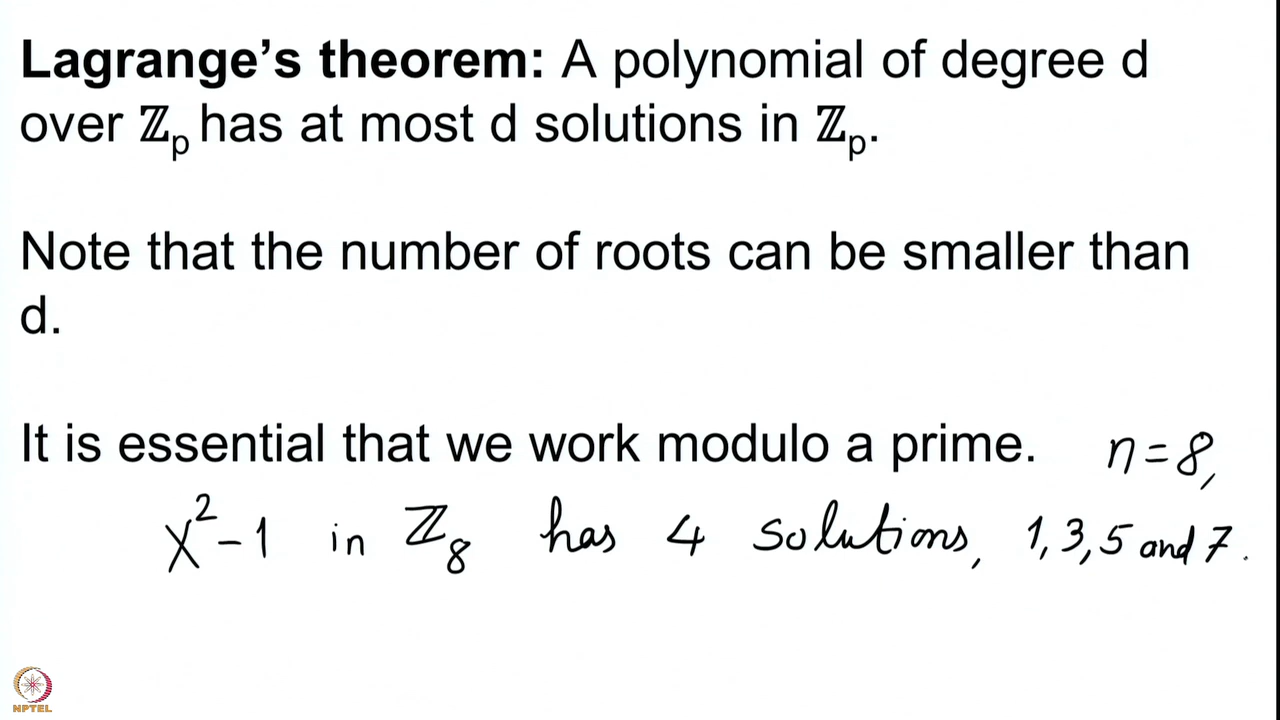 Lagrange's theorem: A polynomial of degree d
over ℤₚ has at most d solutions in ℤₚ.
Note that the number of roots can be smaller than
d.
It is essential that we work modulo a prime. n=8,
x²-1 in ℤ₈ has 4 solutions, 1,3,5 and 7.
NPTEL